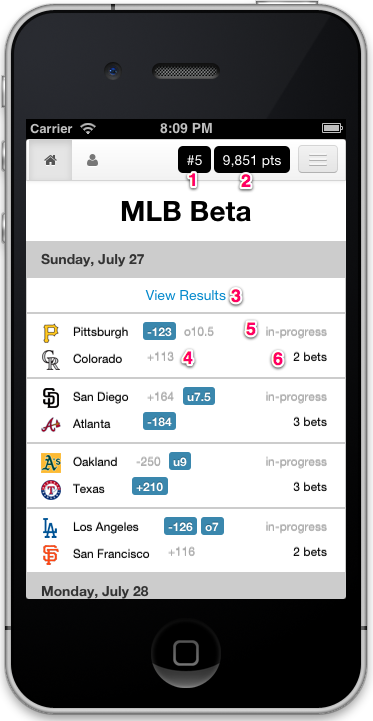 Carrier 8:09 PM
#5 9,851 pts
1 2
MLB Beta
Sunday, July 27
View Results 3
Pittsburgh -123 o10.5 5 in-progress
Colorado +113 4 6 2 bets
San Diego +164 u7.5 in-progress
Atlanta -184 3 bets
Oakland -250 u9 in-progress
Texas +210 3 bets
Los Angeles -126 o7 in-progress
San Francisco +116 2 bets
Monday, July 28